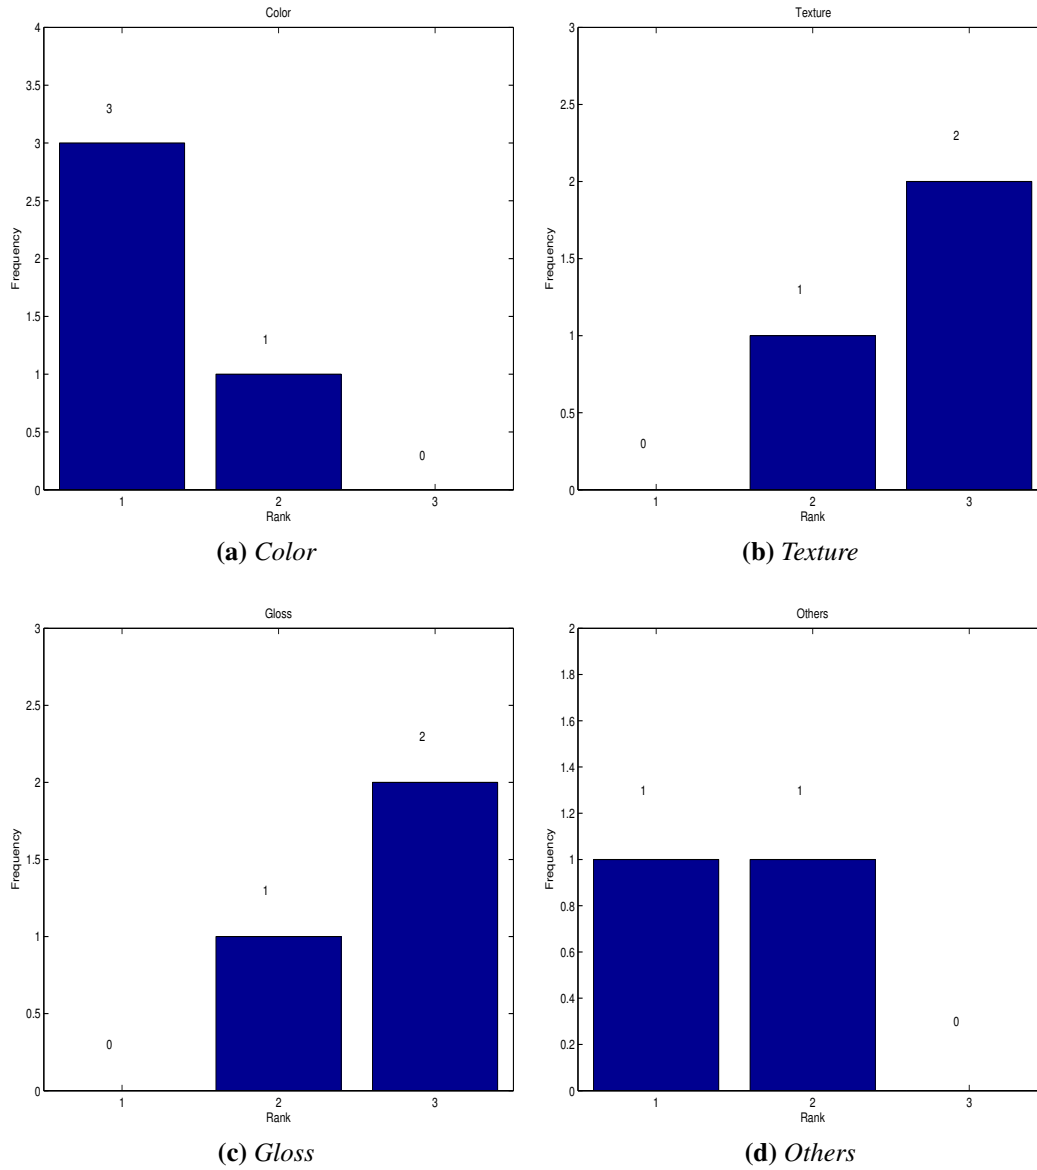 Color
4
3.5
3
2.5
2
1.5
1
0.5
0
Frequency
3
1
0
1 2 3
Rank
(a) Color
Texture
3
2.5
2
1.5
1
0.5
0
Frequency
0
1
2
1 2 3
Rank
(b) Texture
Gloss
3
2.5
2
1.5
1
0.5
0
Frequency
0
1
2
1 2 3
Rank
(c) Gloss
Others
2
1.8
1.6
1.4
1.2
1
0.8
0.6
0.4
0.2
0
Frequency
1
1
0
1 2 3
Rank
(d) Others